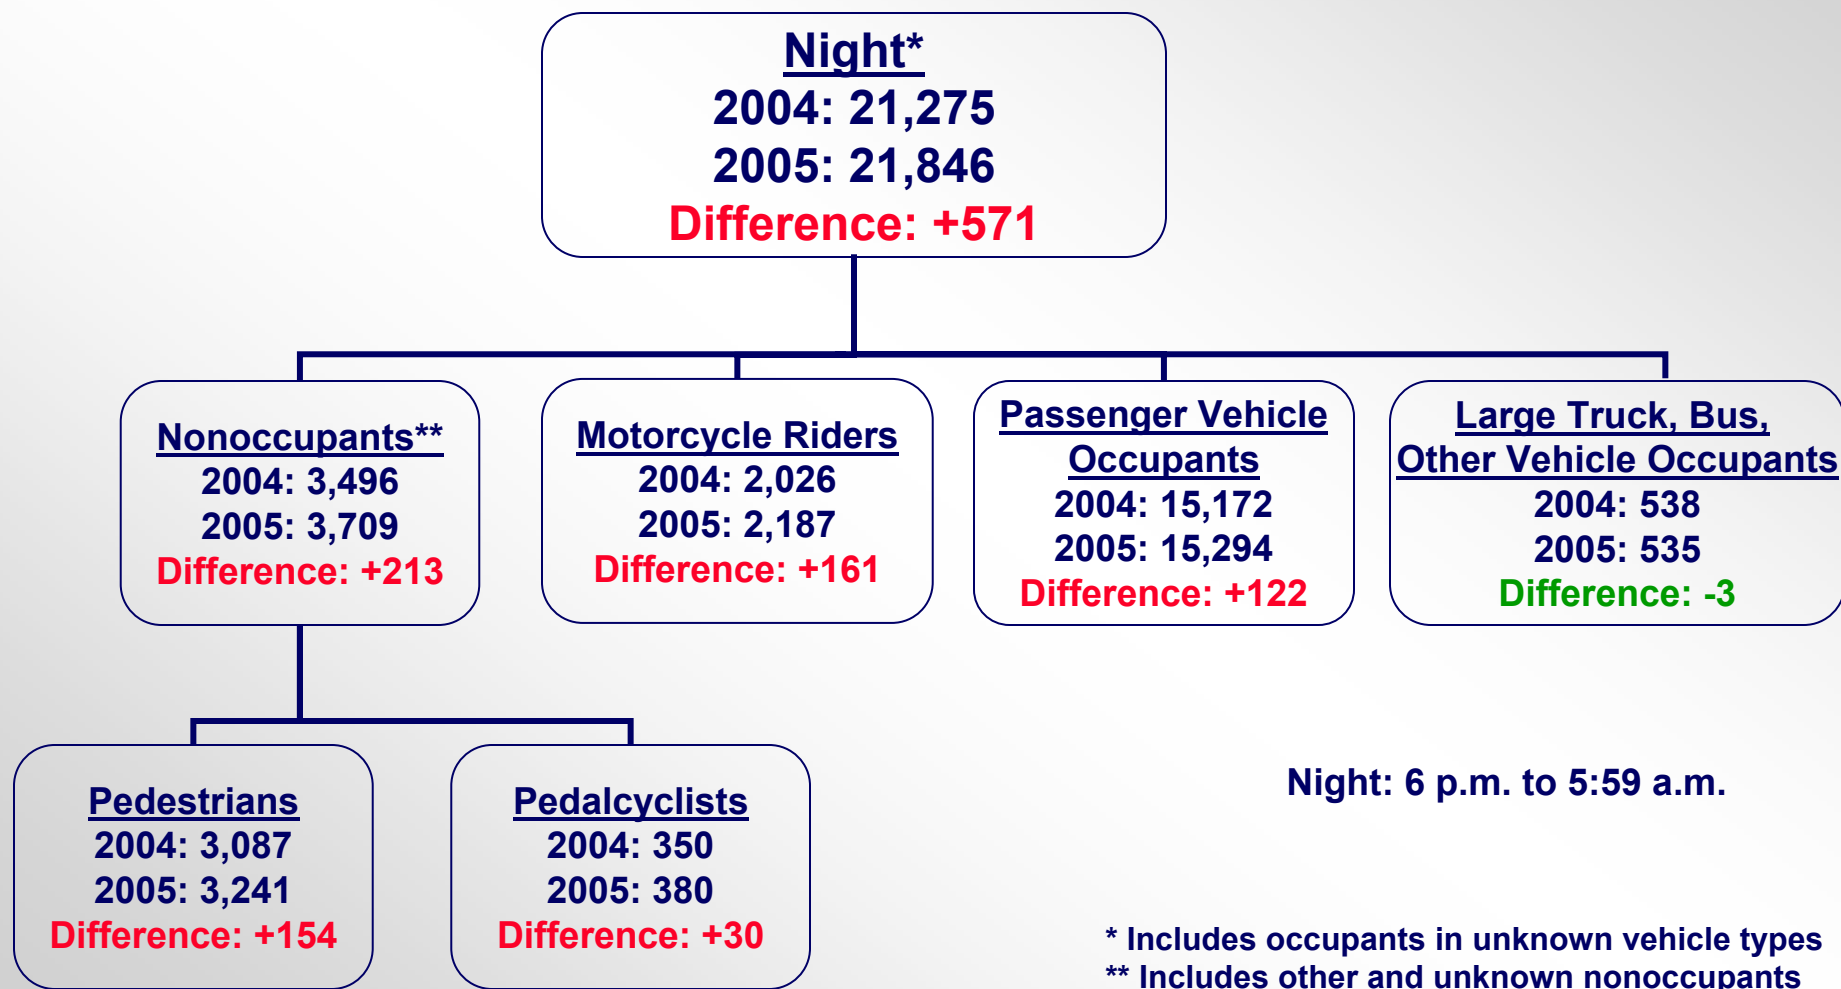 Night*
2004: 21,275
2005: 21,846
Difference: +571
Nonoccupants**
2004: 3,496
2005: 3,709
Difference: +213
Motorcycle Riders
2004: 2,026
2005: 2,187
Difference: +161
Passenger Vehicle
Occupants
2004: 15,172
2005: 15,294
Difference: +122
Large Truck, Bus,
Other Vehicle Occupants
2004: 538
2005: 535
Difference: -3
Pedestrians
2004: 3,087
2005: 3,241
Difference: +154
Pedalcyclists
2004: 350
2005: 380
Difference: +30
Night: 6 p.m. to 5:59 a.m.
* Includes occupants in unknown vehicle types
** Includes other and unknown nonoccupants